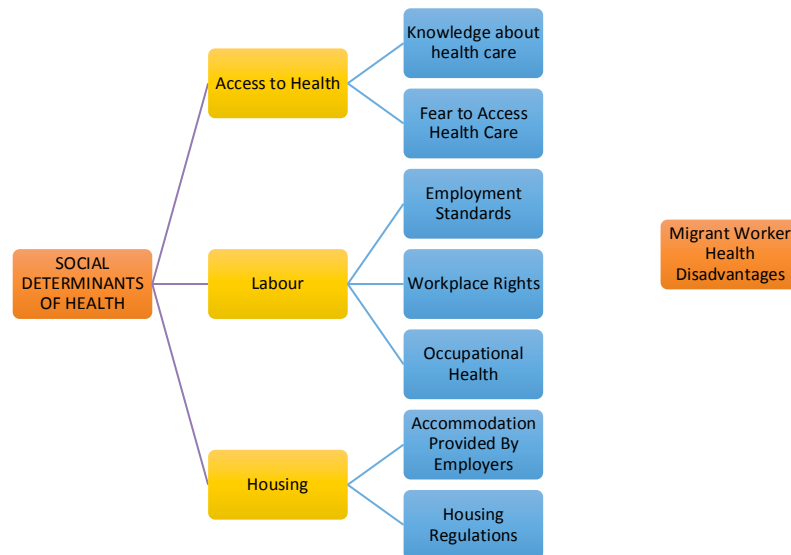 Knowledge about
health care
Access to Health
Fear to Access
Health Care
Employment
Standards
SOCIAL
DETERMINANTS
OF HEALTH
Labour
Workplace Rights
Migrant Worker
Health
Disadvantages
Occupational
Health
Accommodation
Provided By
Employers
Housing
Housing
Regulations